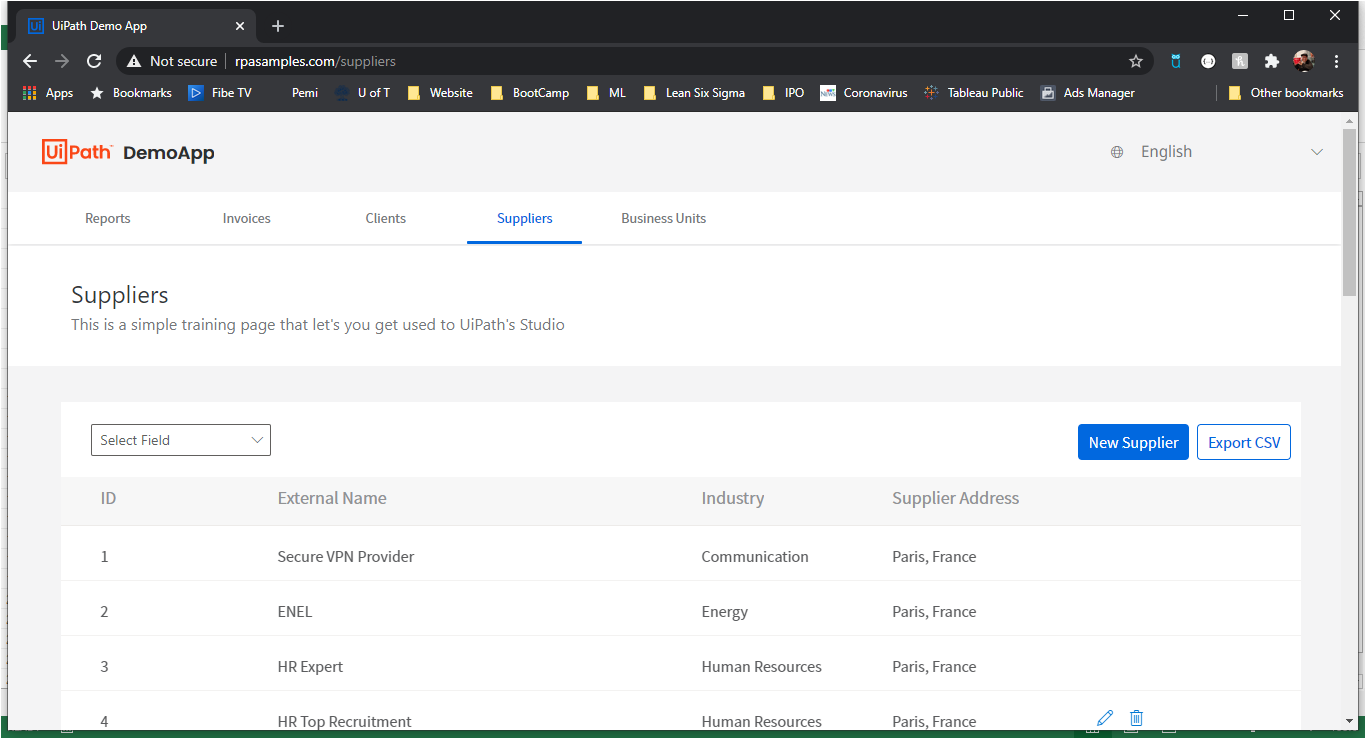 UiPath Demo App
Not secure rpasamples.com/suppliers
Apps Bookmarks Fibe TV Pemi U of T Website BootCamp ML Lean Six Sigma IPO Coronavirus Tableau Public Ads Manager Other bookmarks
UiPath DemoApp English
Reports Invoices Clients Suppliers Business Units
Suppliers
This is a simple training page that let's you get used to UiPath's Studio
Select Field New Supplier Export CSV
ID External Name Industry Supplier Address
1 Secure VPN Provider Communication Paris, France
2 ENEL Energy Paris, France
3 HR Expert Human Resources Paris, France
4 HR Top Recruitment Human Resources Paris, France